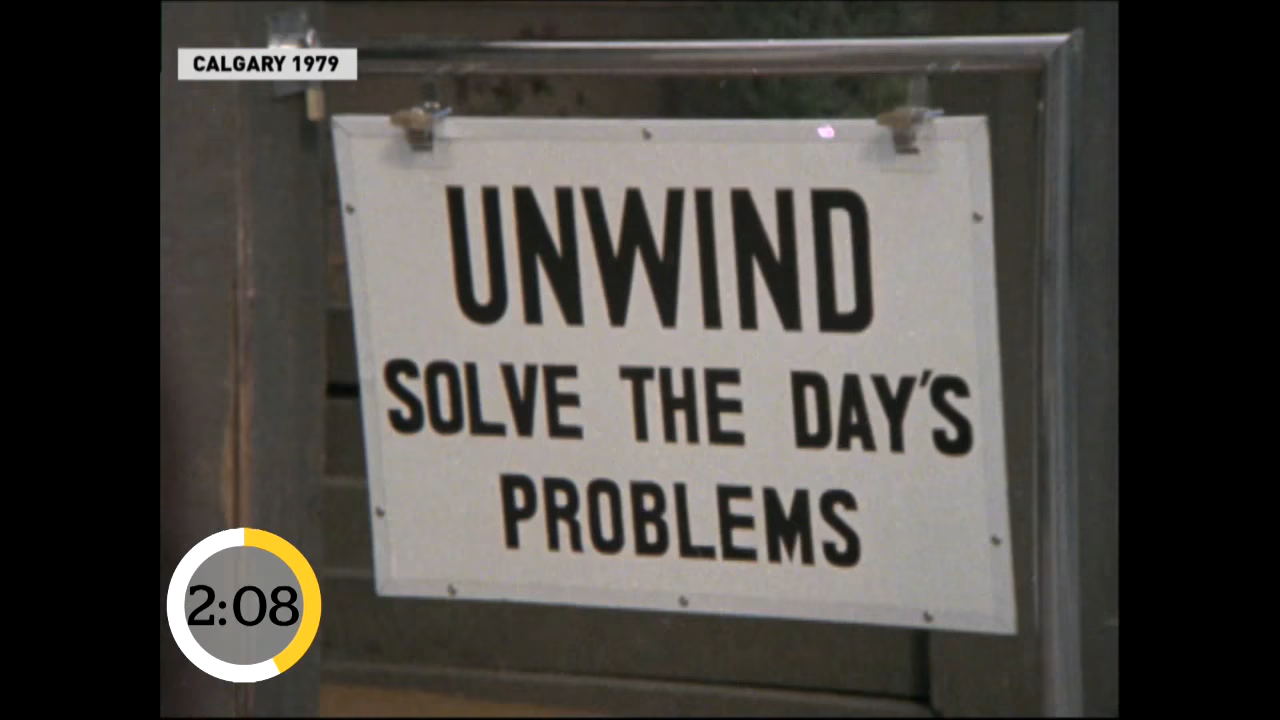 CALGARY 1979
UNWIND
SOLVE THE DAY'S
PROBLEMS
2:08